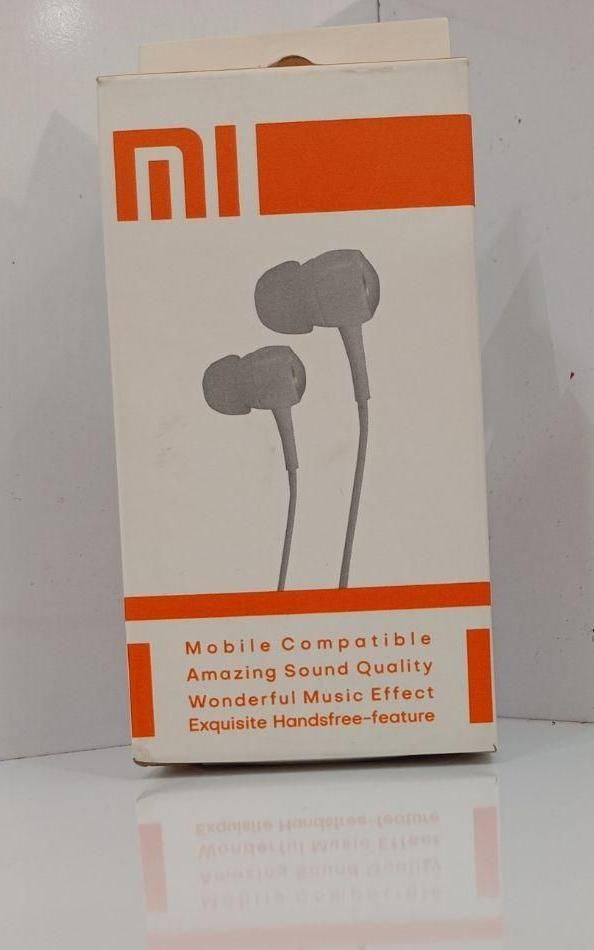 mi
Mobile Compatible
Amazing Sound Quality
Wonderful Music Effect
Exquisite Handsfree-feature